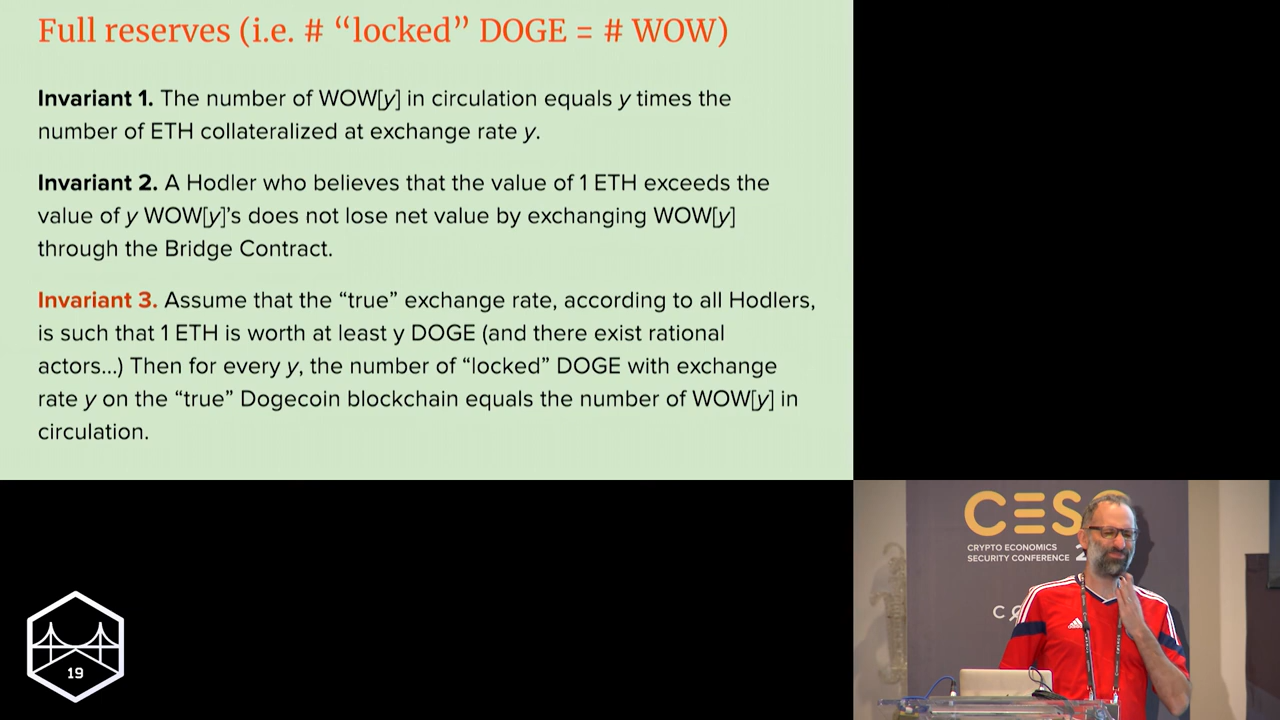 Full reserves (i.e. # “locked” DOGE = # WOW)
Invariant 1. The number of WOW[y] in circulation equals y times the
number of ETH collateralized at exchange rate y.
Invariant 2. A Hodler who believes that the value of 1 ETH exceeds the
value of y WOW[y]’s does not lose net value by exchanging WOW[y]
through the Bridge Contract.
Invariant 3. Assume that the “true” exchange rate, according to all Hodlers,
is such that 1 ETH is worth at least y DOGE (and there exist rational
actors...) Then for every y, the number of “locked” DOGE with exchange
rate y on the “true” Dogecoin blockchain equals the number of WOW[y] in
circulation.
CESC
CRYPTO ECONOMICS
SECURITY CONFERENCE
19